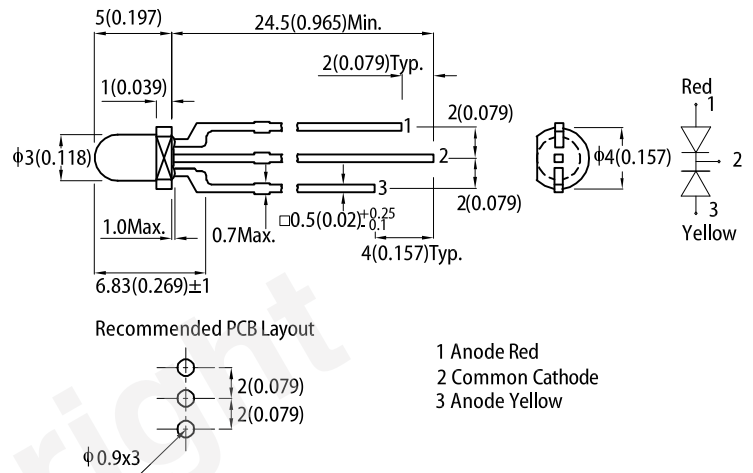 5(0.197)
24.5(0.965)Min.
2(0.079)Typ.
1(0.039)
ϕ3(0.118)
1
2
3
2(0.079)
2(0.079)
ϕ4(0.157)
Red
1
2
3
Yellow
1.0Max.
0.7Max.
□0.5(0.02)+0.25 -0.1
4(0.157)Typ.
6.83(0.269)±1
Recommended PCB Layout
2(0.079)
2(0.079)
ϕ0.9x3
1 Anode Red
2 Common Cathode
3 Anode Yellow
right